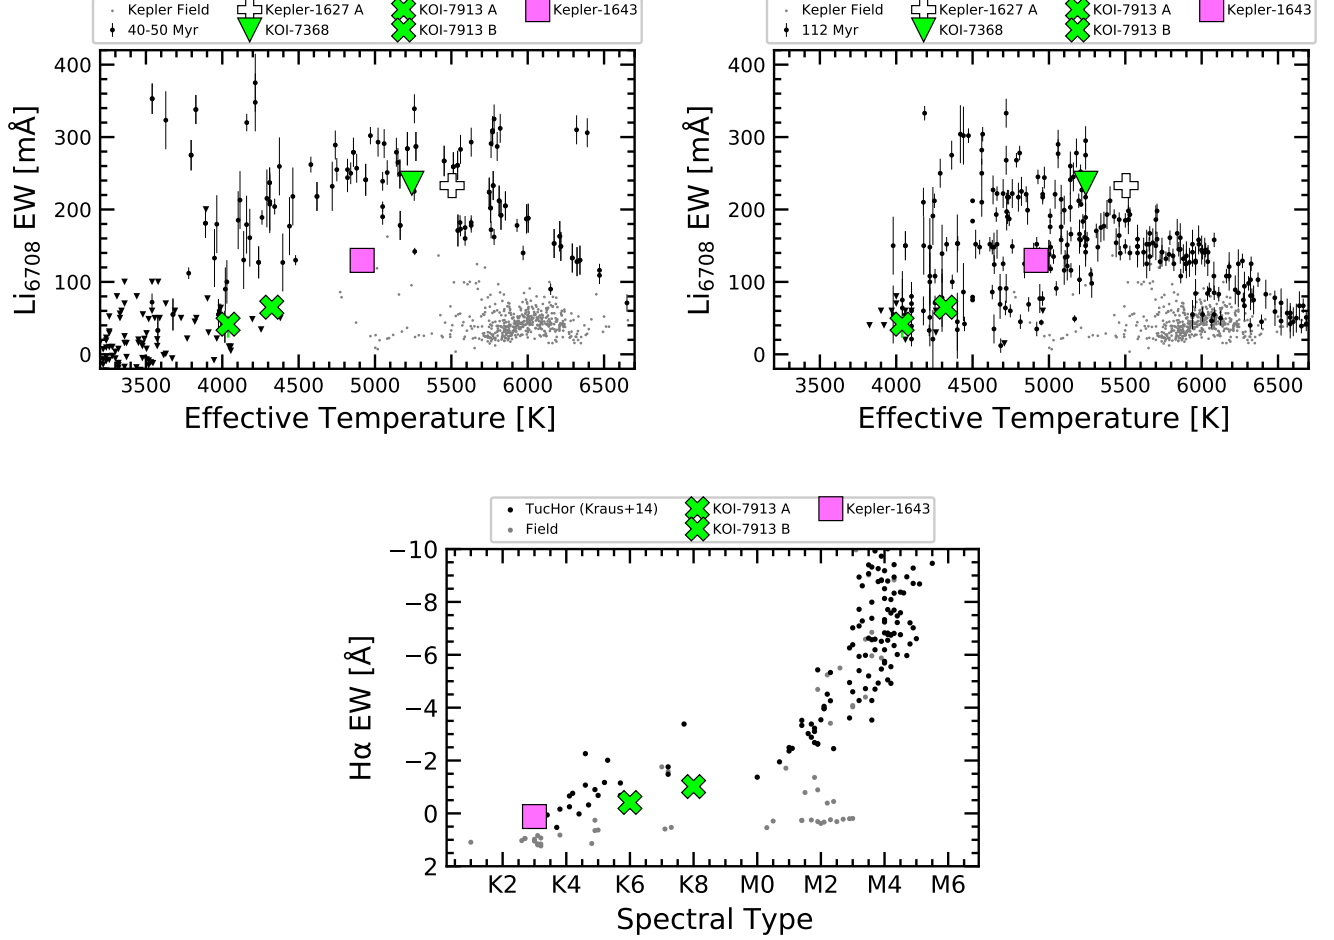 Kepler Field Kepler-1627 A KOI-7913 A Kepler-1643
40-50 Myr KOI-7368 KOI-7913 B
400
300
200
100
0
Li6708 EW [mÅ]
3500 4000 4500 5000 5500 6000 6500
Effective Temperature [K]
Kepler Field Kepler-1627 A KOI-7913 A Kepler-1643
112 Myr KOI-7368 KOI-7913 B
400
300
200
100
0
Li6708 EW [mÅ]
3500 4000 4500 5000 5500 6000 6500
Effective Temperature [K]
TucHor (Kraus+14) KOI-7913 A Kepler-1643
Field KOI-7913 B
−10
−8
−6
−4
−2
0
2
Hα EW [Å]
K2 K4 K6 K8 M0 M2 M4 M6
Spectral Type